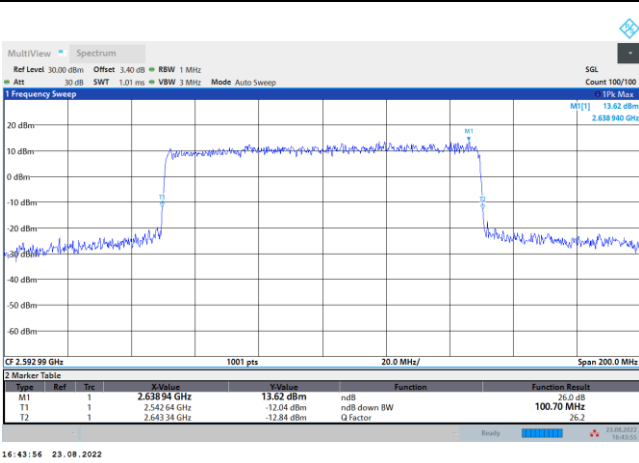 MultiView Spectrum
Ref Level 30.00 dBm Offset 3.40 dB RBW 1 MHz SGL
Att 30 dB SWT 1.01 ms VBW 3 MHz Mode Auto Sweep Count 100/100
1 Frequency Sweep 1Pk Max
M1[1] 13.62 dBm
2.638 940 GHz
M1
20 dBm
10 dBm
0 dBm
T1
T2
-10 dBm
-20 dBm
-30 dBm
-40 dBm
-50 dBm
-60 dBm
CF 2.592 99 GHz 1001 pts 20.0 MHz/ Span 200.0 MHz
2 Marker Table
Type Ref Trc X-Value Y-Value Function Function Result
M1 1 2.638 94 GHz 13.62 dBm ndB 26.0 dB
T1 1 2.542 64 GHz -12.04 dBm ndB down BW 100.70 MHz
T2 1 2.643 34 GHz -12.84 dBm Q Factor 26.2
Ready 23.08.2022
16:43:55
16:43:56 23.08.2022